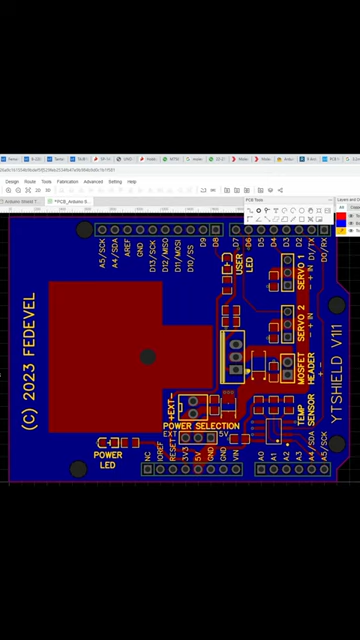 Design Route Tools Fabrication Advanced Setting Help
PCB Tools
All
A5/SCK
A4/SDA
AREF
GND
D13/SCK
D12/MISO
D11/MOSI
D10/SS
D9
D8
D7
D6
D5
D4
D3
D2
D1/TX
D0/RX
USER
LED
SERVO 1
- + IN
SERVO 2
- + IN
MOSFET
HEADER
+ -
TEMP
SENSOR
YTSHIELD V1.1
(C) 2023 FEDEVEL
+EXT-
POWER SELECTION
EXT
5V
POWER
LED
NC
IOREF
RESET
3V3
5V
GND
GND
VIN
A0
A1
A2
A3
A4/SDA
A5/SCK